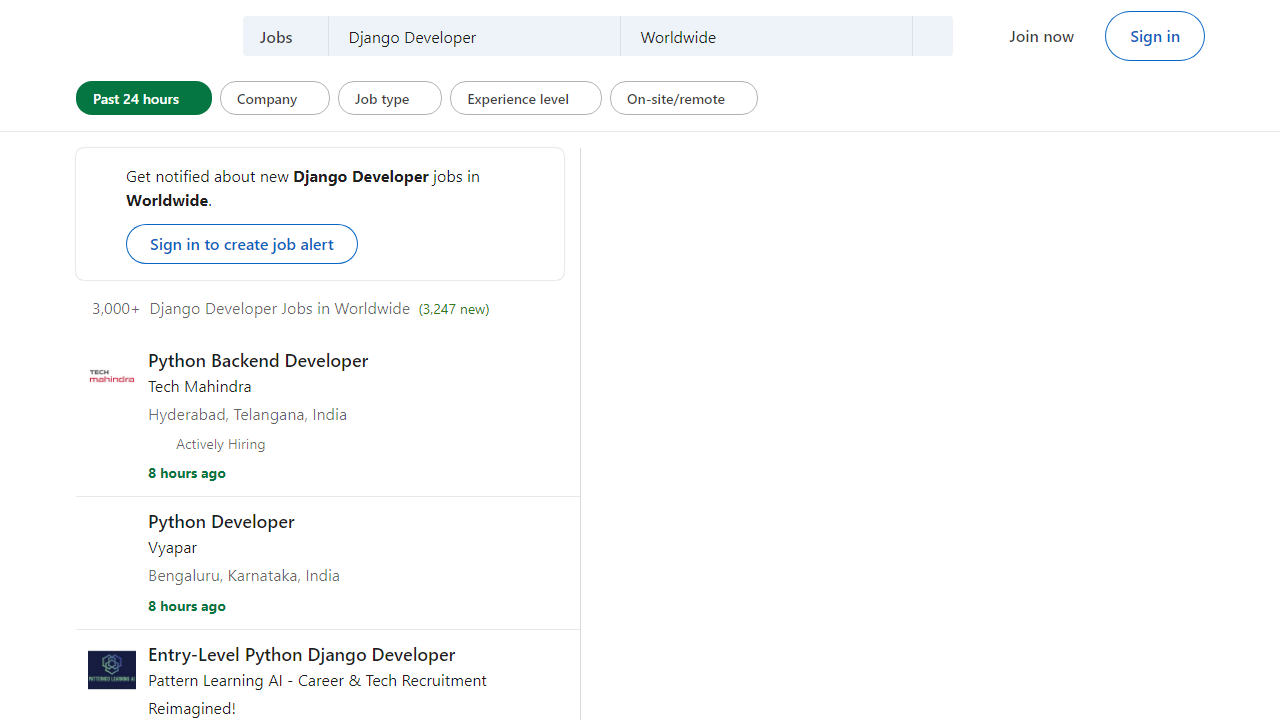 Jobs
Django Developer
Worldwide
Join now
Sign in
Past 24 hours
Company
Job type
Experience level
On-site/remote
Get notified about new Django Developer jobs in
Worldwide.
Sign in to create job alert
3,000+ Django Developer Jobs in Worldwide (3,247 new)
TECH
mahindra
Python Backend Developer
Tech Mahindra
Hyderabad, Telangana, India
Actively Hiring
8 hours ago
Python Developer
Vyapar
Bengaluru, Karnataka, India
8 hours ago
PATTERNED LEARNING AI
Entry-Level Python Django Developer
Pattern Learning AI - Career & Tech Recruitment
Reimagined!